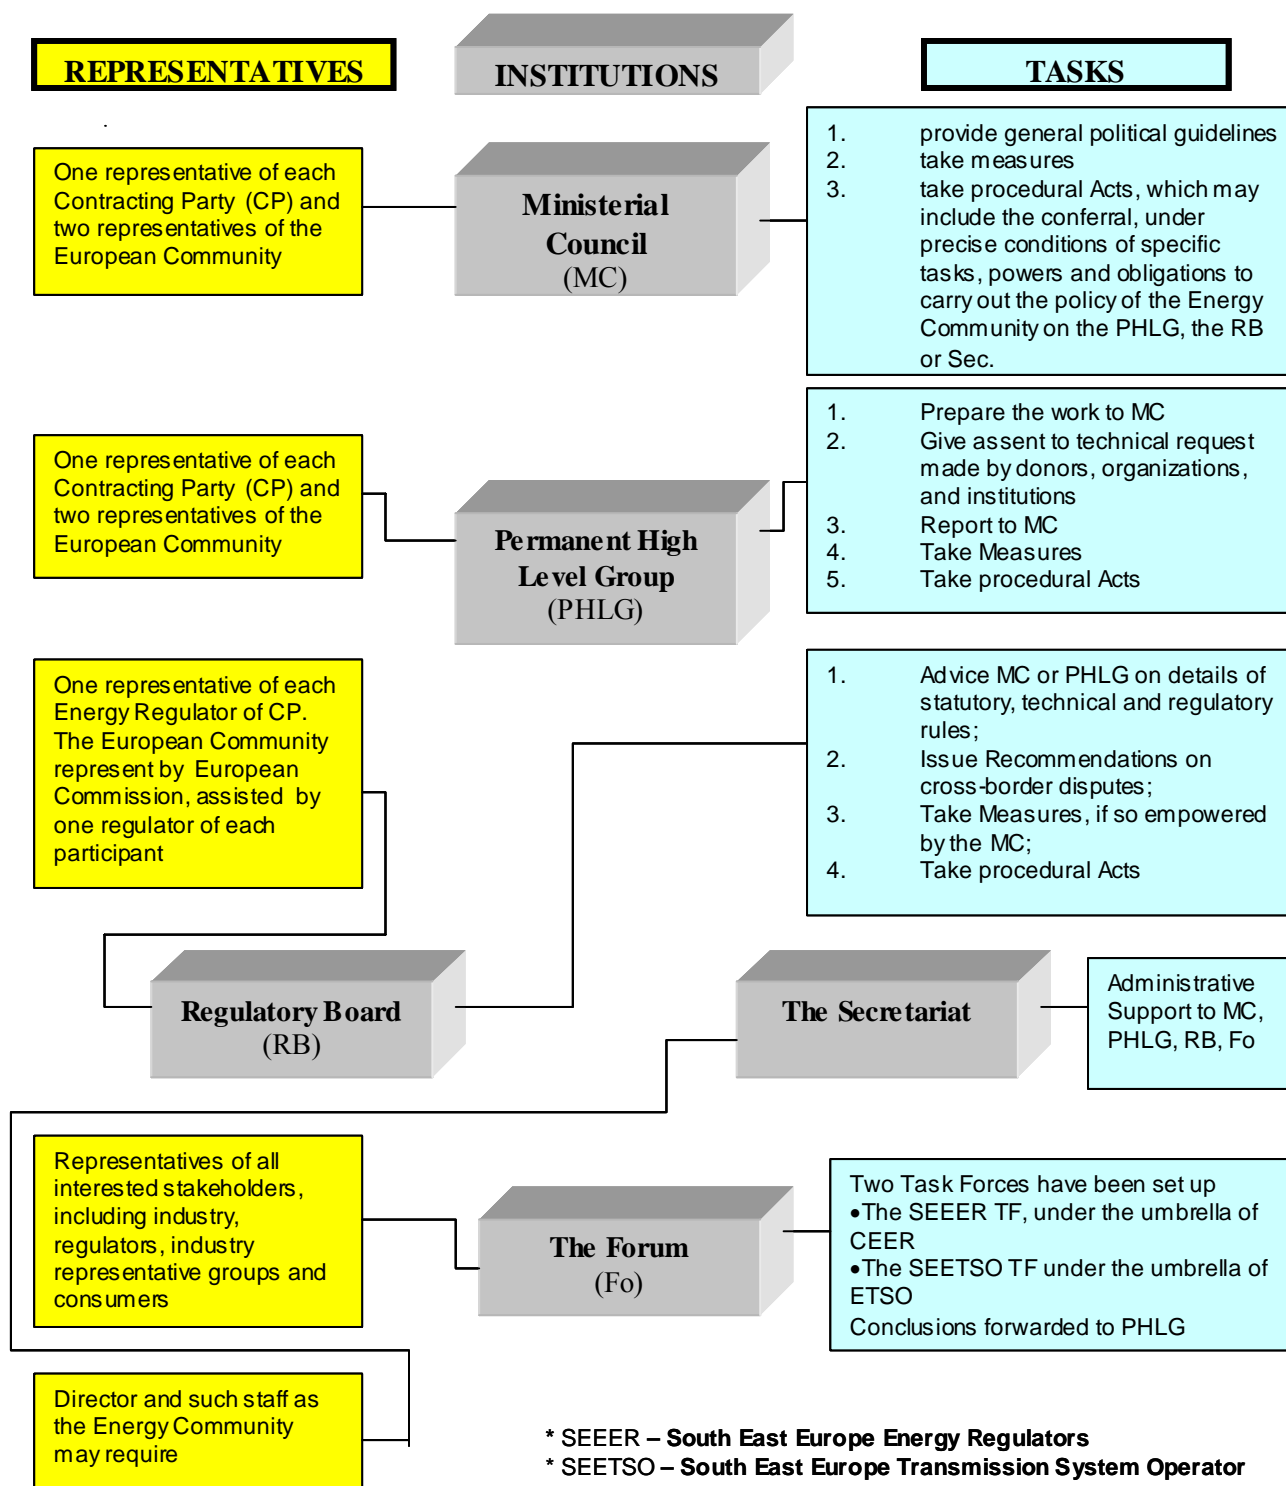 REPRESENTATIVES
INSTITUTIONS
TASKS
One representative of each
Contracting Party (CP) and
two representatives of the
European Community
Ministerial
Council
(MC)
1. provide general political guidelines
2. take measures
3. take procedural Acts, which may
include the conferral, under
precise conditions of specific
tasks, powers and obligations to
carry out the policy of the Energy
Community on the PHLG, the RB
or Sec.
One representative of each
Contracting Party (CP) and
two representatives of the
European Community
Permanent High
Level Group
(PHLG)
1. Prepare the work to MC
2. Give assent to technical request
made by donors, organizations,
and institutions
3. Report to MC
4. Take Measures
5. Take procedural Acts
One representative of each
Energy Regulator of CP.
The European Community
represent by European
Commission, assisted by
one regulator of each
participant
1. Advice MC or PHLG on details of
statutory, technical and regulatory
rules;
2. Issue Recommendations on
cross-border disputes;
3. Take Measures, if so empowered
by the MC;
4. Take procedural Acts
Regulatory Board
(RB)
The Secretariat
Administrative
Support to MC,
PHLG, RB, Fo
Representatives of all
interested stakeholders,
including industry,
regulators, industry
representative groups and
consumers
The Forum
(Fo)
Two Task Forces have been set up
•The SEEER TF, under the umbrella of
CEER
•The SEETSO TF under the umbrella of
ETSO
Conclusions forwarded to PHLG
Director and such staff as
the Energy Community
may require
* SEEER – South East Europe Energy Regulators
* SEETSO – South East Europe Transmission System Operator